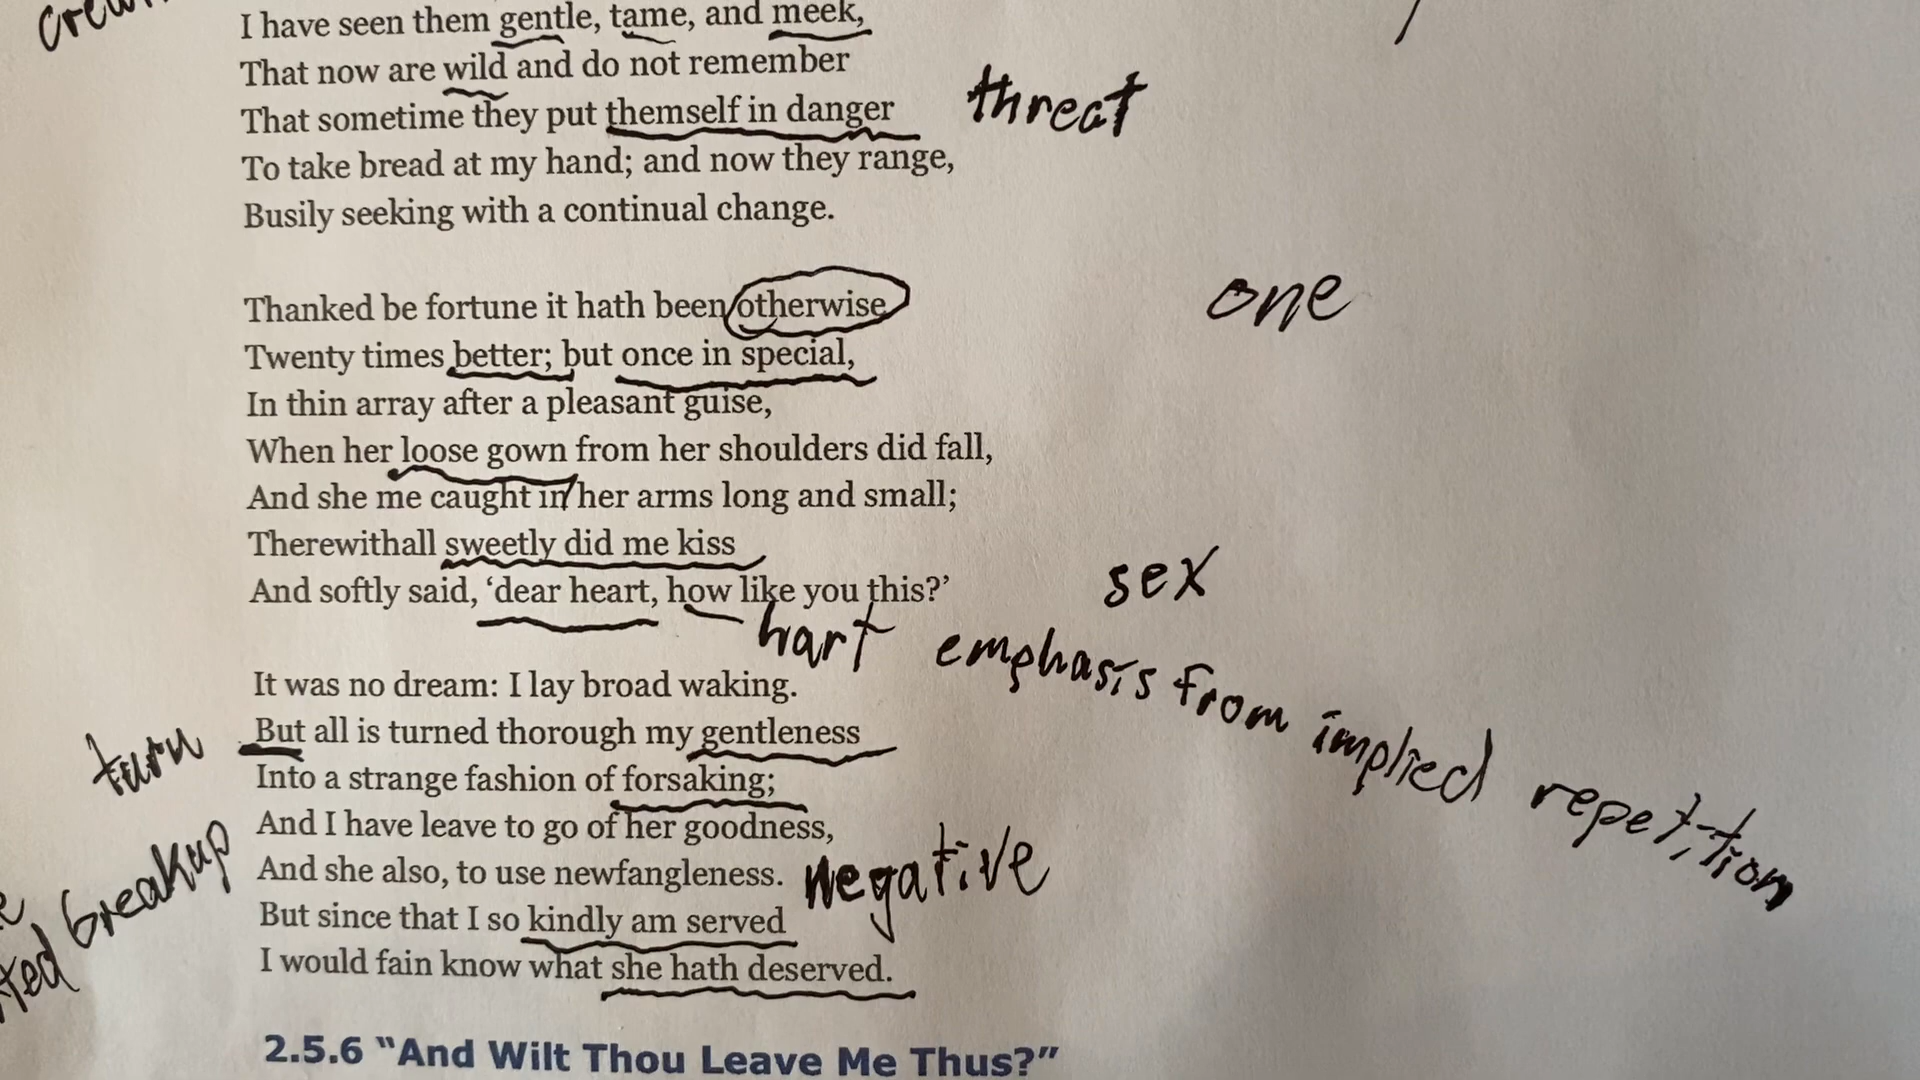 I have seen them gentle, tame, and meek,
That now are wild and do not remember
That sometime they put themself in danger
threat
To take bread at my hand; and now they range,
Busily seeking with a continual change.
Thanked be fortune it hath been otherwise
one
Twenty times better; but once in special,
In thin array after a pleasant guise,
When her loose gown from her shoulders did fall,
And she me caught in her arms long and small;
Therewithall sweetly did me kiss
And softly said, ‘dear heart, how like you this?’
sex
hart emphasis from implied repetition
It was no dream: I lay broad waking.
turn
But all is turned thorough my gentleness
Into a strange fashion of forsaking;
And I have leave to go of her goodness,
breakup
And she also, to use newfangleness.
negative
But since that I so kindly am served
I would fain know what she hath deserved.
2.5.6 “And Wilt Thou Leave Me Thus?”